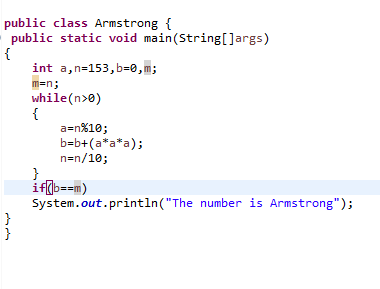 public class Armstrong {
public static void main(String[]args)
{
int a,n=153,b=0,m;
m=n;
while(n>0)
{
a=n%10;
b=b+(a*a*a);
n=n/10;
}
if(b==m)
System.out.println("The number is Armstrong");
}
}